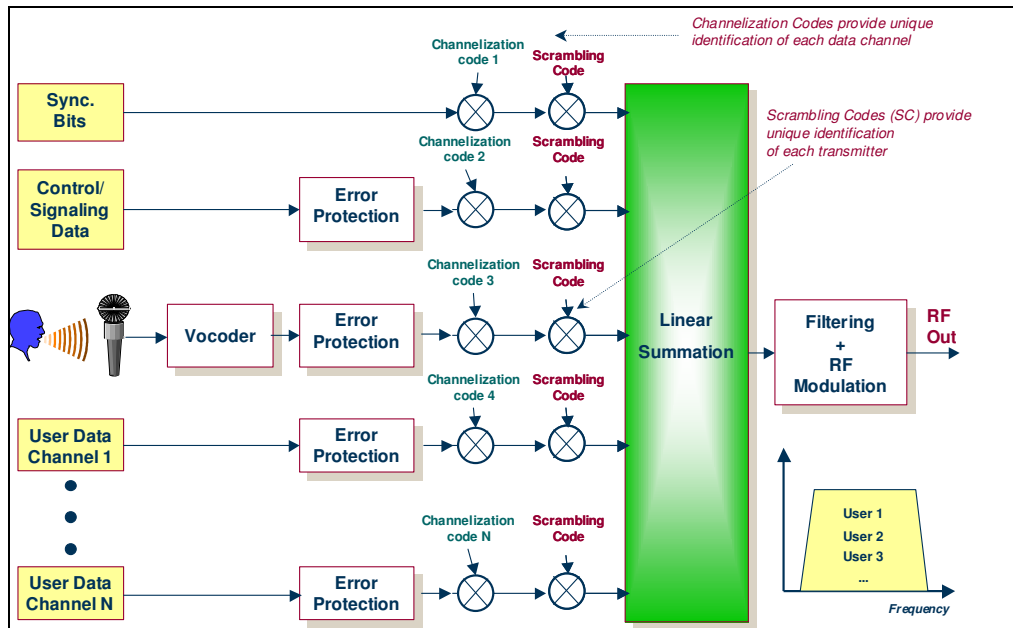 Channelization Codes provide unique
identification of each data channel
Channelization
code 1
Scrambling
Code
Sync.
Bits
Scrambling Codes (SC) provide
unique identification
of each transmitter
Channelization
code 2
Scrambling
Code
Control/
Signaling
Data
Error
Protection
Channelization
code 3
Scrambling
Code
Vocoder
Error
Protection
Linear
Summation
Filtering
+
RF
Modulation
RF
Out
Channelization
code 4
Scrambling
Code
User Data
Channel 1
Error
Protection
Channelization
code N
Scrambling
Code
User Data
Channel N
Error
Protection
User 1
User 2
User 3
...
Frequency